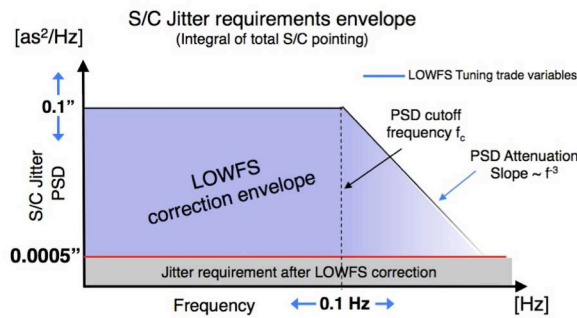 S/C Jitter requirements envelope
(Integral of total S/C pointing)
[as²/Hz]
LOWFS Tuning trade variables
0.1”
PSD cutoff
frequency fc
PSD Attenuation
Slope ~ f⁻³
S/C Jitter
PSD
LOWFS
correction envelope
0.0005”
Jitter requirement after LOWFS correction
Frequency
0.1 Hz
[Hz]